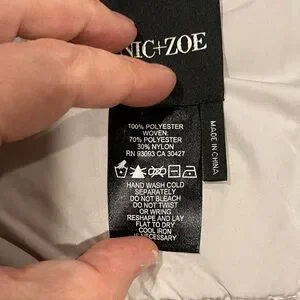 NIC+ZOE
MADE IN CHINA
100% POLYESTER
WOVEN:
70% POLYESTER
30% NYLON
RN 93093 CA 30427
HAND WASH COLD
SEPARATELY
DO NOT BLEACH
DO NOT TWIST
OR WRING
RESHAPE AND LAY
FLAT TO DRY
COOL IRON
IF NECESSARY